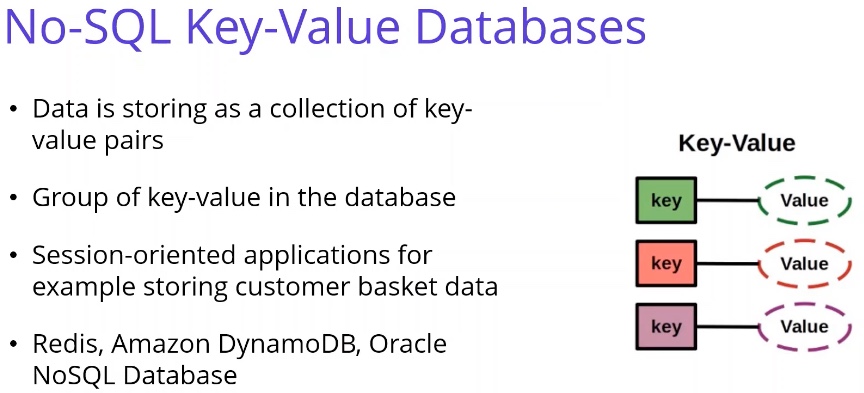 No-SQL Key-Value Databases
• Data is storing as a collection of key-
value pairs
• Group of key-value in the database
• Session-oriented applications for
example storing customer basket data
• Redis, Amazon DynamoDB, Oracle
NoSQL Database
Key-Value
key Value
key Value
key Value